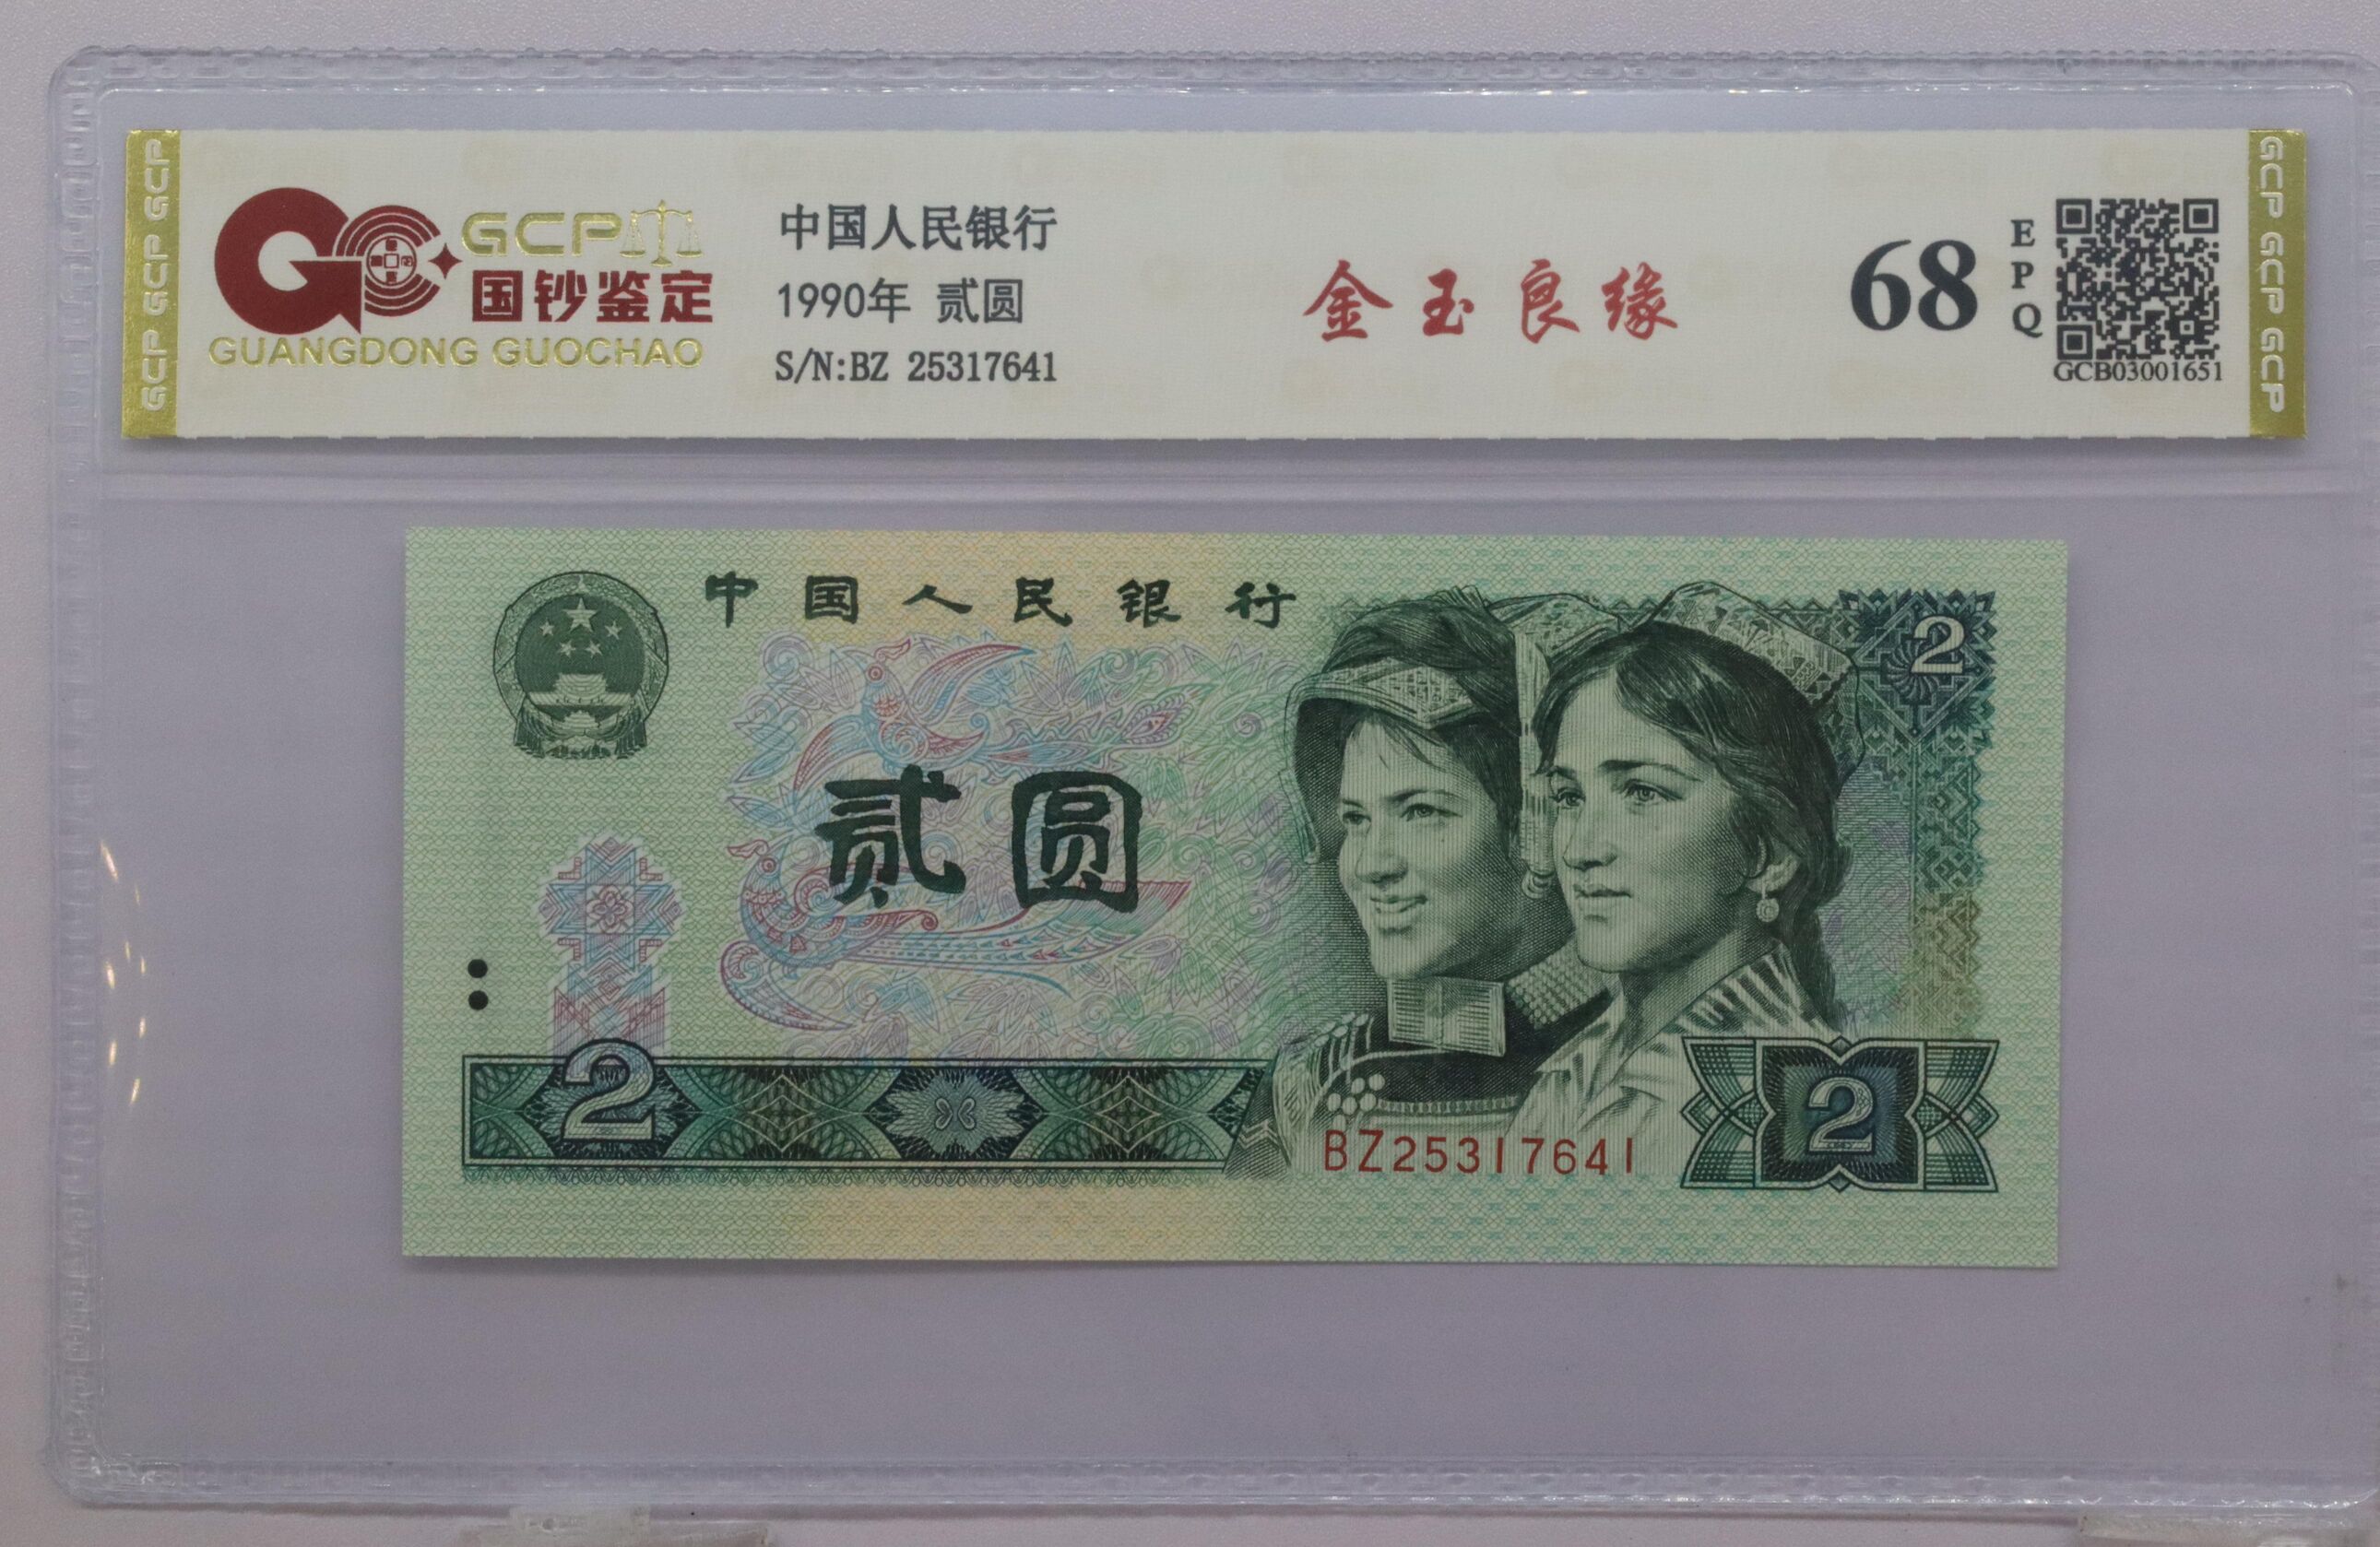 GCP GCP GCP
GCP
国钞鉴定
GUANGDONG GUOCHAO
中国人民银行
1990年 贰圆
S/N:BZ 25317641
金玉良缘
68
EPQ
GCB03001651
GCP GCP GCP
中国人民银行
2
贰圆
2
2
BZ25317641